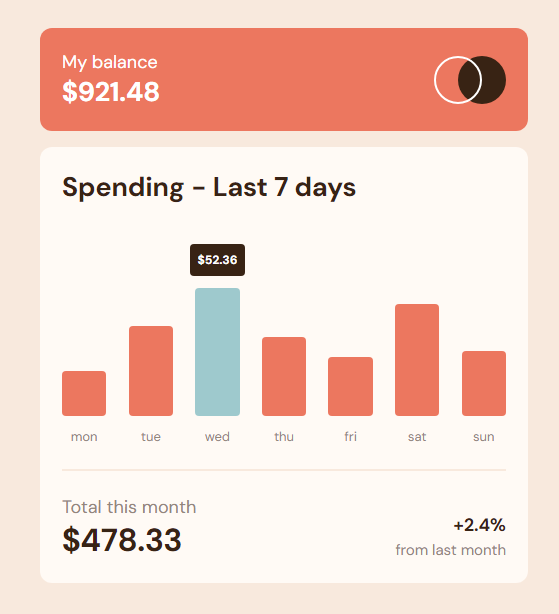 My balance
$921.48
Spending - Last 7 days
$52.36
mon tue wed thu fri sat sun
Total this month
$478.33
+2.4%
from last month